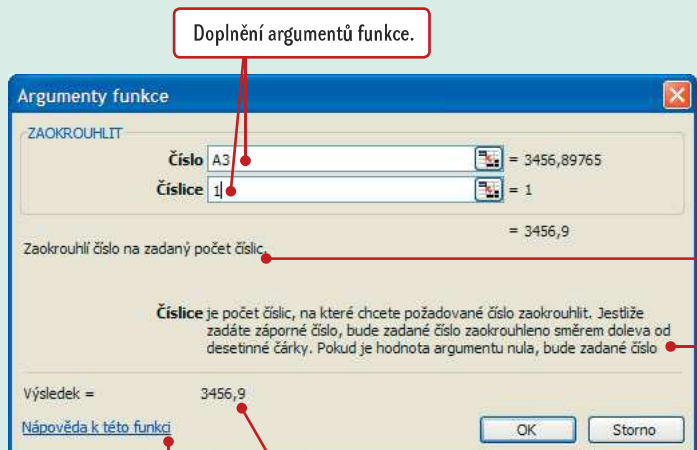 Doplnění argumentů funkce.
Argumenty funkce
ZAOKROUHLIT
Číslo A3 = 3456,89765
Číslice 1 = 1
= 3456,9
Zaokrouhlí číslo na zadaný počet číslic.
Číslice je počet číslic, na které chcete požadované číslo zaokrouhlit. Jestliže
zadáte záporné číslo, bude zadané číslo zaokrouhleno směrem doleva od
desetinné čárky. Pokud je hodnota argumentu nula, bude zadané číslo
Výsledek = 3456,9
Nápověda k této funkci OK Storno